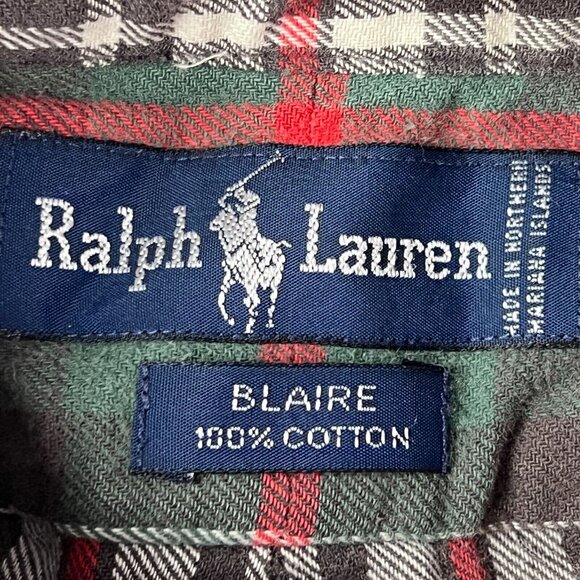 Ralph Lauren
MADE IN NORTHERN
MARIANA ISLANDS
BLAIRE
100% COTTON